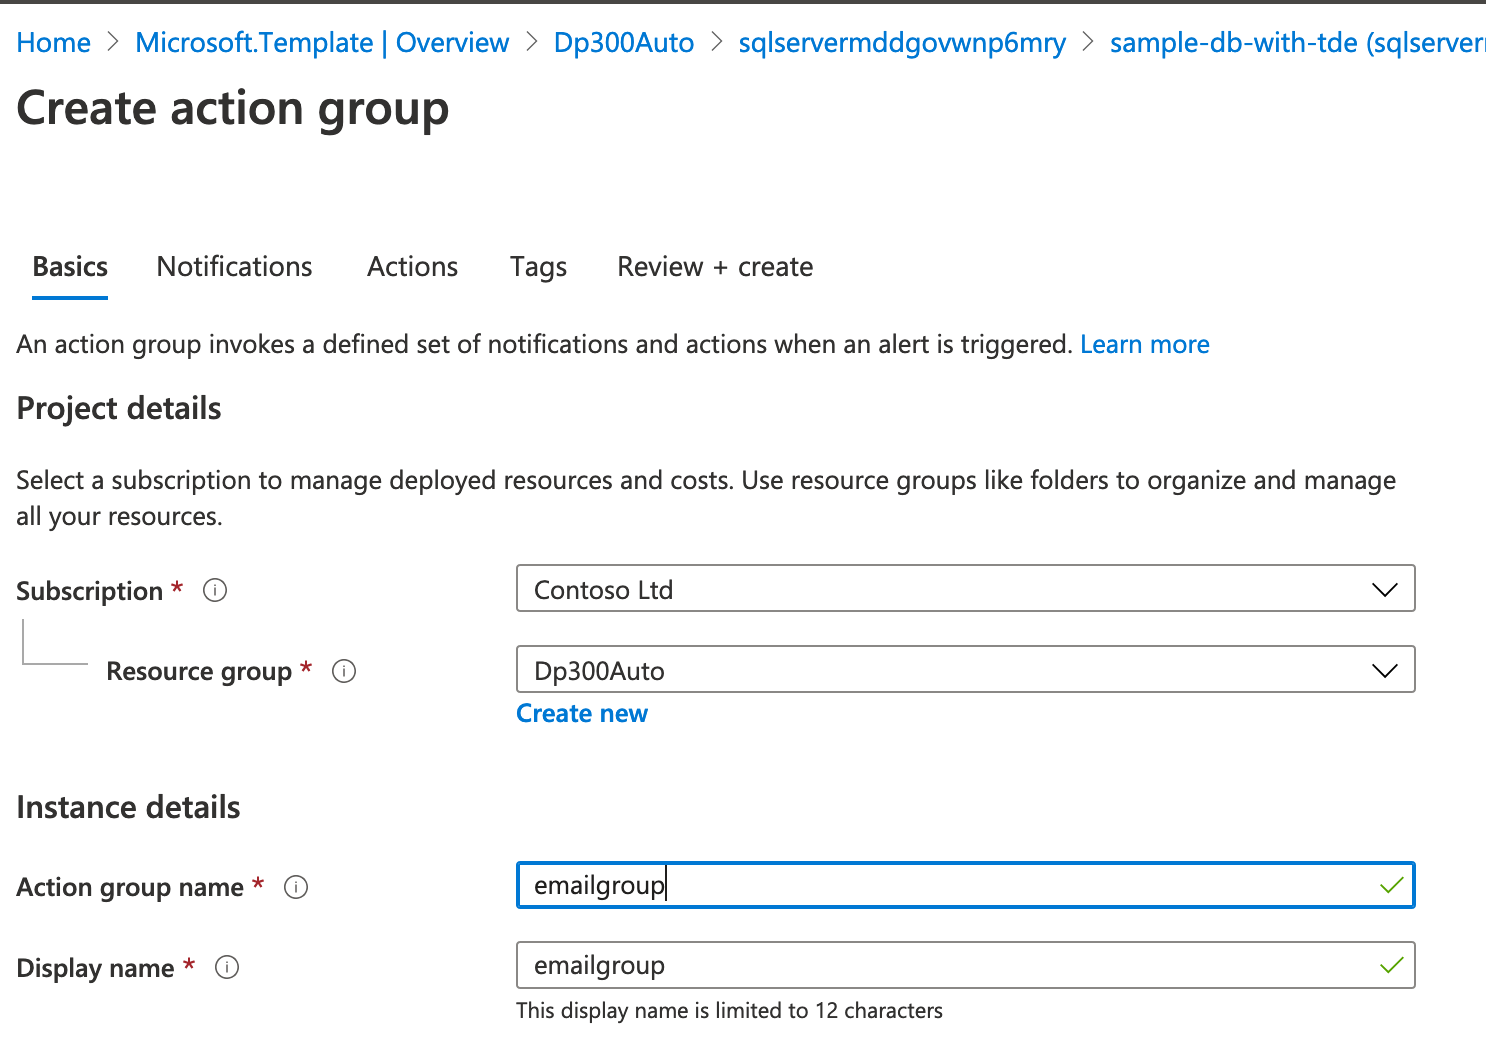 Home > Microsoft.Template | Overview > Dp300Auto > sqlservermddgovwnp6mry > sample-db-with-tde (sqlserver
Create action group
Basics Notifications Actions Tags Review + create
An action group invokes a defined set of notifications and actions when an alert is triggered. Learn more
Project details
Select a subscription to manage deployed resources and costs. Use resource groups like folders to organize and manage
all your resources.
Subscription * Contoso Ltd
Resource group * Dp300Auto
Create new
Instance details
Action group name * emailgroup
Display name * emailgroup
This display name is limited to 12 characters